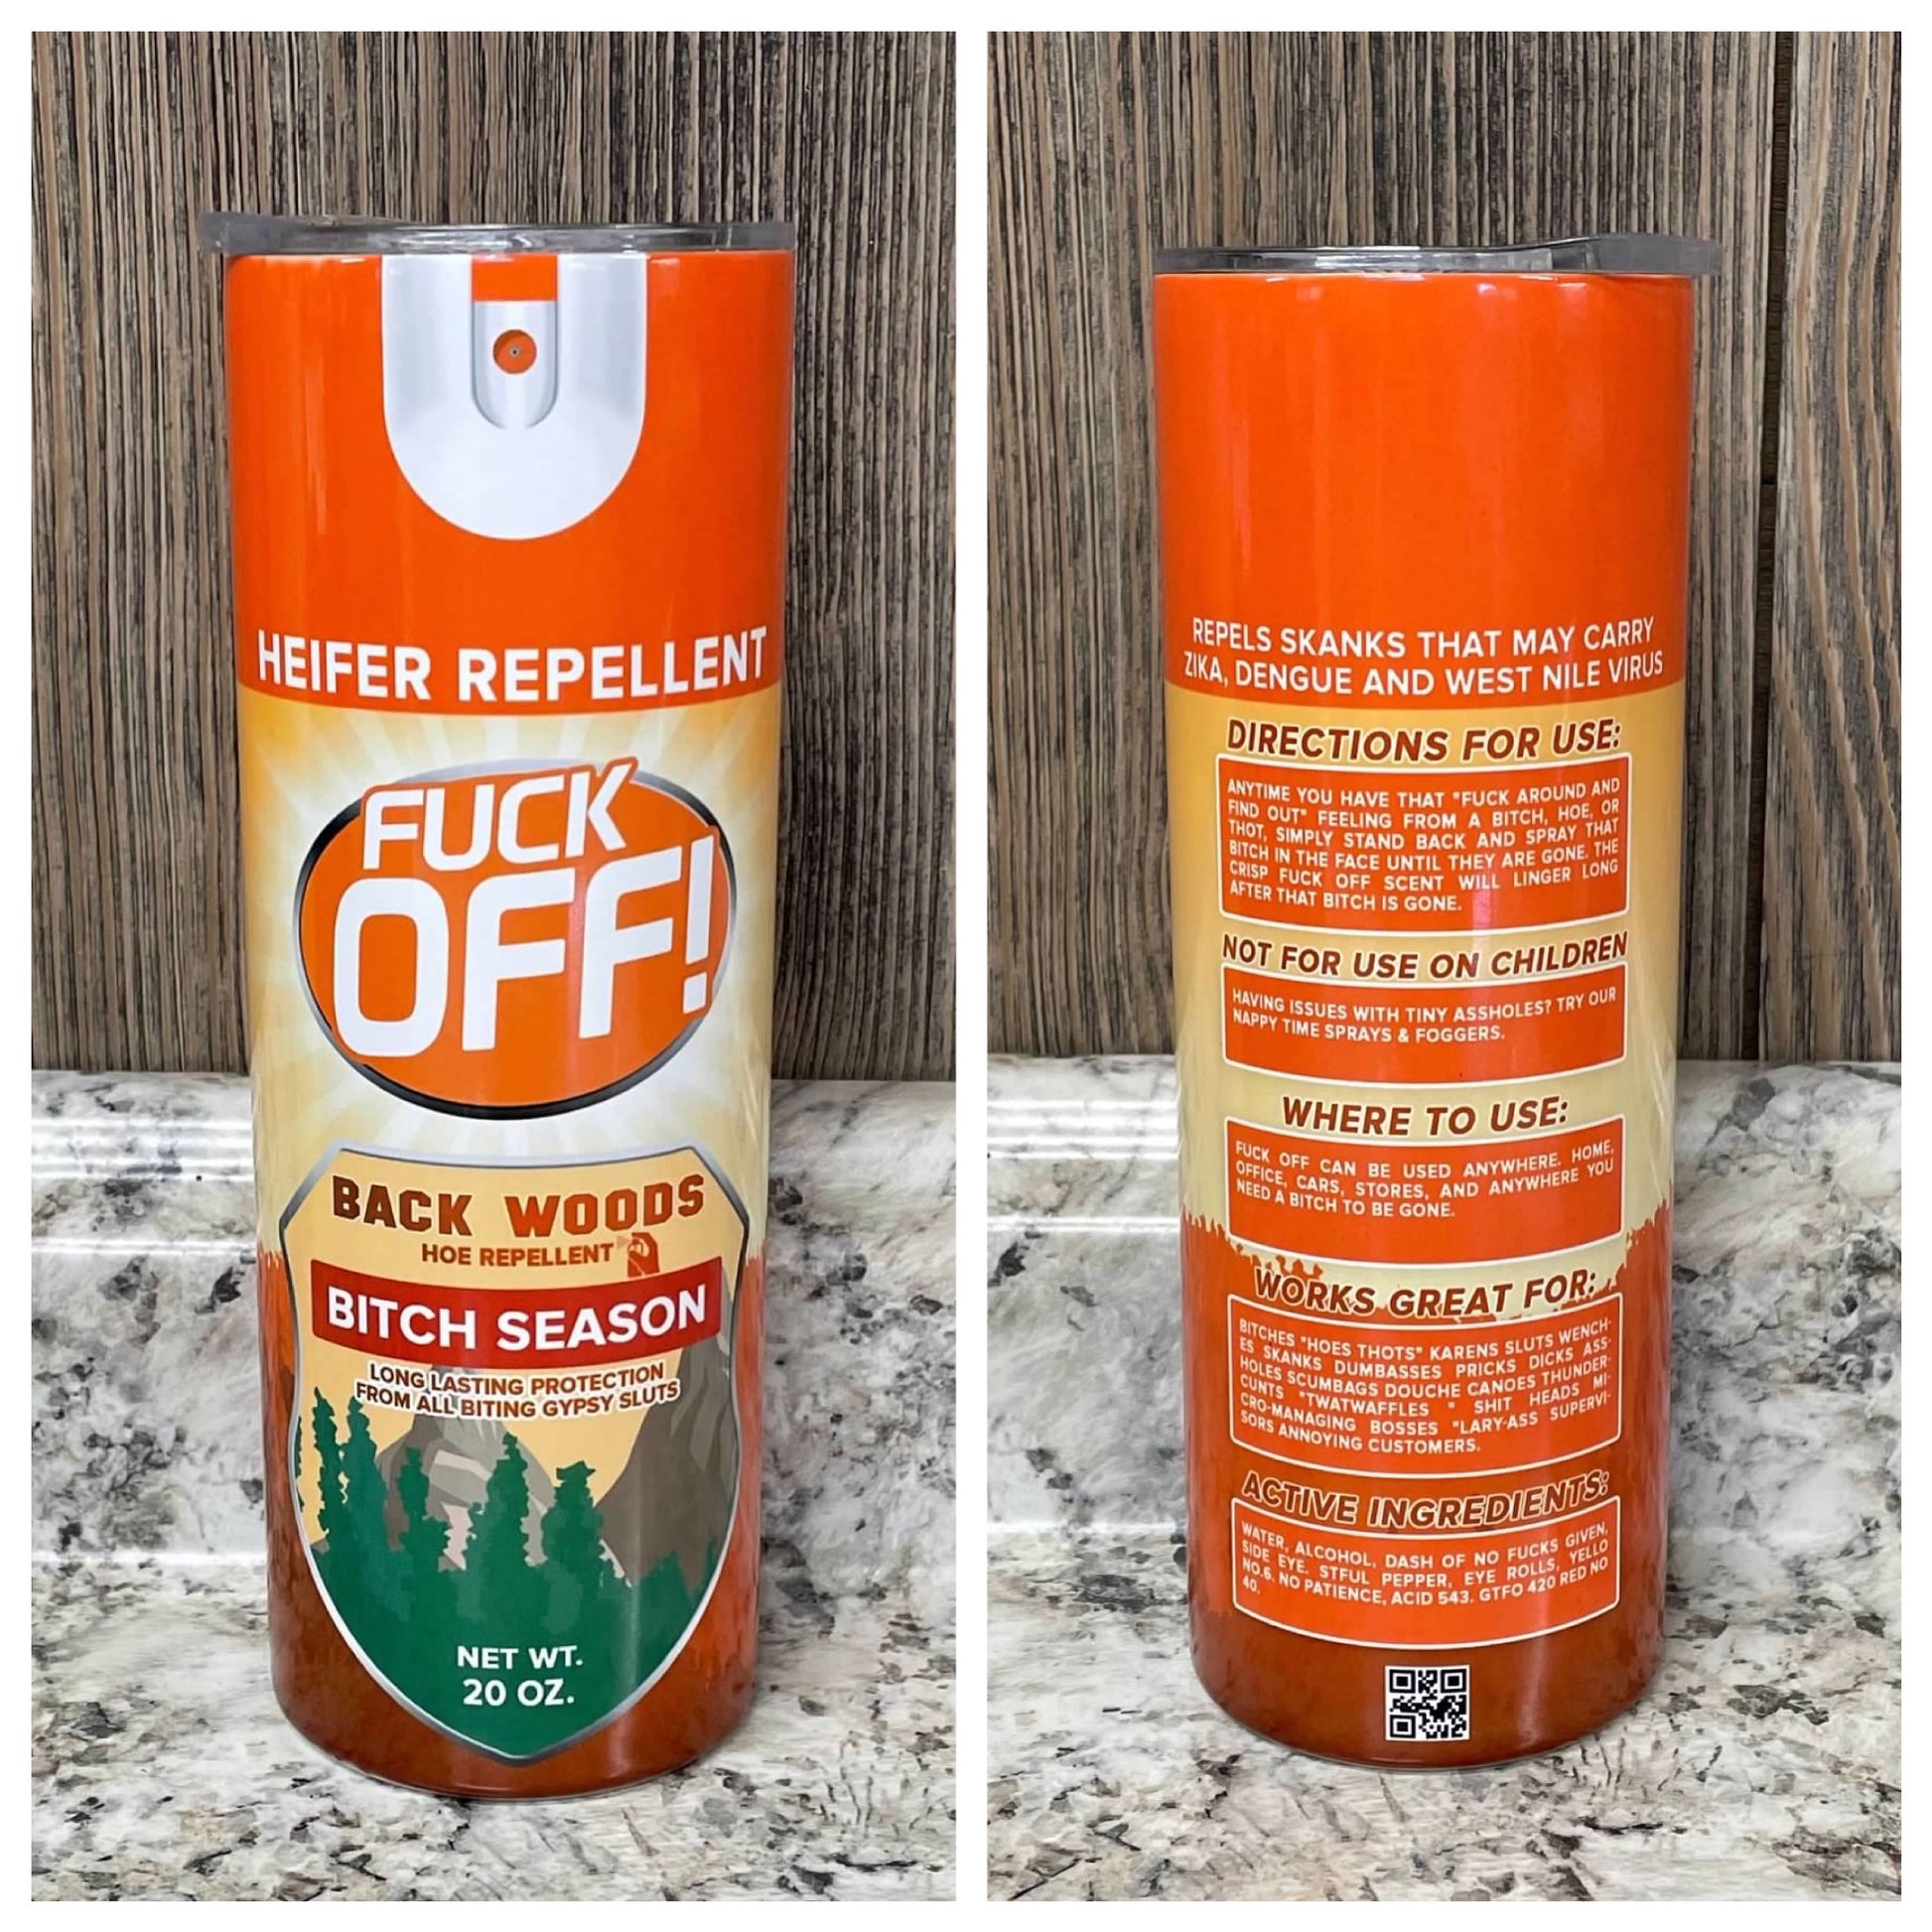 HEIFER REPELLENT
FUCK
OFF!
BACK WOODS
HOE REPELLENT
BITCH SEASON
LONG LASTING PROTECTION
FROM ALL BITING GYPSY SLUTS
NET WT.
20 OZ.
REPELS SKANKS THAT MAY CARRY
ZIKA, DENGUE AND WEST NILE VIRUS
DIRECTIONS FOR USE:
ANYTIME YOU HAVE THAT "FUCK AROUND AND
FIND OUT" FEELING FROM A BITCH, HOE, OR
THOT, SIMPLY STAND BACK AND SPRAY THAT
BITCH IN THE FACE UNTIL THEY ARE GONE. THE
CRISP FUCK OFF SCENT WILL LINGER LONG
AFTER THAT BITCH IS GONE.
NOT FOR USE ON CHILDREN
HAVING ISSUES WITH TINY ASSHOLES? TRY OUR
NAPPY TIME SPRAYS & FOGGERS.
WHERE TO USE:
FUCK OFF CAN BE USED ANYWHERE. HOME,
OFFICE, CARS, STORES, AND ANYWHERE YOU
NEED A BITCH TO BE GONE.
WORKS GREAT FOR:
BITCHES "HOES THOTS" KARENS SLUTS WENCH-
ES SKANKS DUMBASSES PRICKS DICKS ASS-
HOLES SCUMBAGS DOUCHE CANOES THUNDER-
CUNTS "TWATWAFFLES " SHIT HEADS MI-
CRO-MANAGING BOSSES "LARY-ASS SUPERVI-
SORS ANNOYING CUSTOMERS.
ACTIVE INGREDIENTS:
WATER, ALCOHOL, DASH OF NO FUCKS GIVEN,
SIDE EYE. STFUL PEPPER, EYE ROLLS, YELLO
NO.6. NO PATIENCE, ACID 543. GTFO 420 RED NO
40.